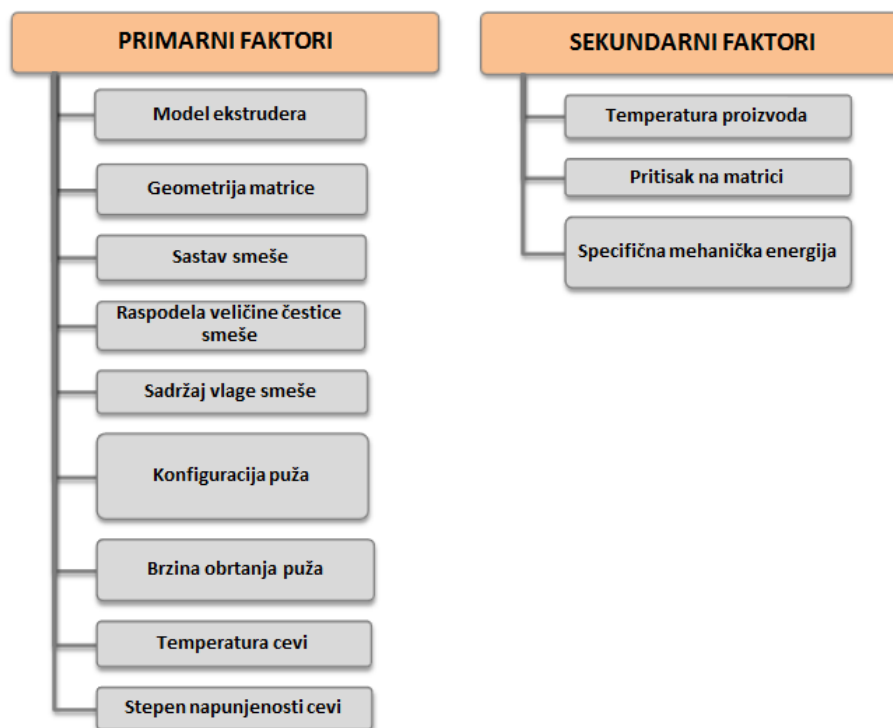 PRIMARNI FAKTORI
Model ekstrudera
Geometrija matrice
Sastav smeše
Raspodela veličine čestice
smeše
Sadržaj vlage smeše
Konfiguracija puža
Brzina obrtanja puža
Temperatura cevi
Stepen napunjenosti cevi
SEKUNDARNI FAKTORI
Temperatura proizvoda
Pritisak na matrici
Specifična mehanička energija